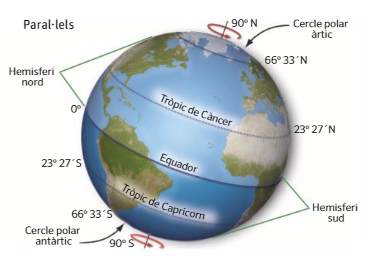 Paral·lels
90° N
Cercle polar
àrtic
66° 33´N
Hemisferi
nord
0°
Tròpic de Càncer
23° 27´N
Equador
23° 27´S
Tròpic de Capricorn
66° 33´S
Hemisferi
sud
Cercle polar
antàrtic
90° S